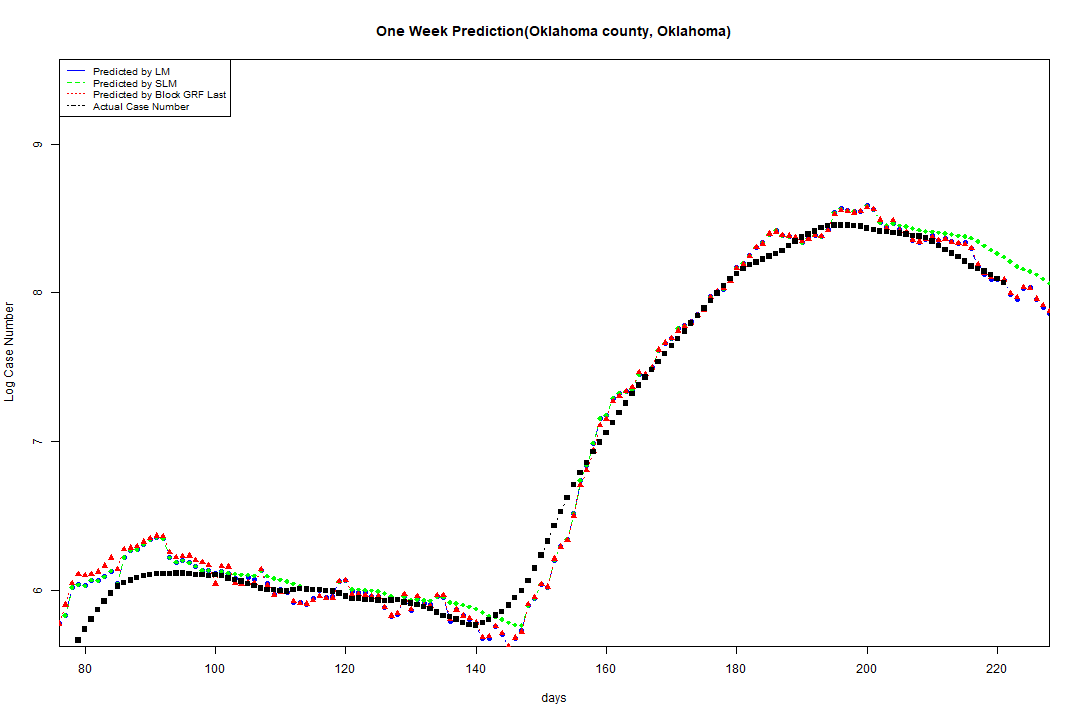 One Week Prediction(Oklahoma county, Oklahoma)
Predicted by LM
Predicted by SLM
Predicted by Block GRF Last
Actual Case Number
9
8
7
6
Log Case Number
80 100 120 140 160 180 200 220
days